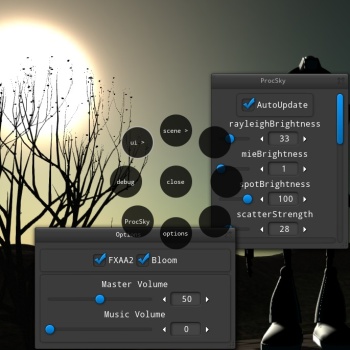 ProcSky
AutoUpdate
rayleighBrightness
33
mieBrightness
1
spotBrightness
100
scatterStrength
28
scene >
ui >
debug
close
ProcSky
options
FXAA2 Bloom
Master Volume
50
Music Volume
0